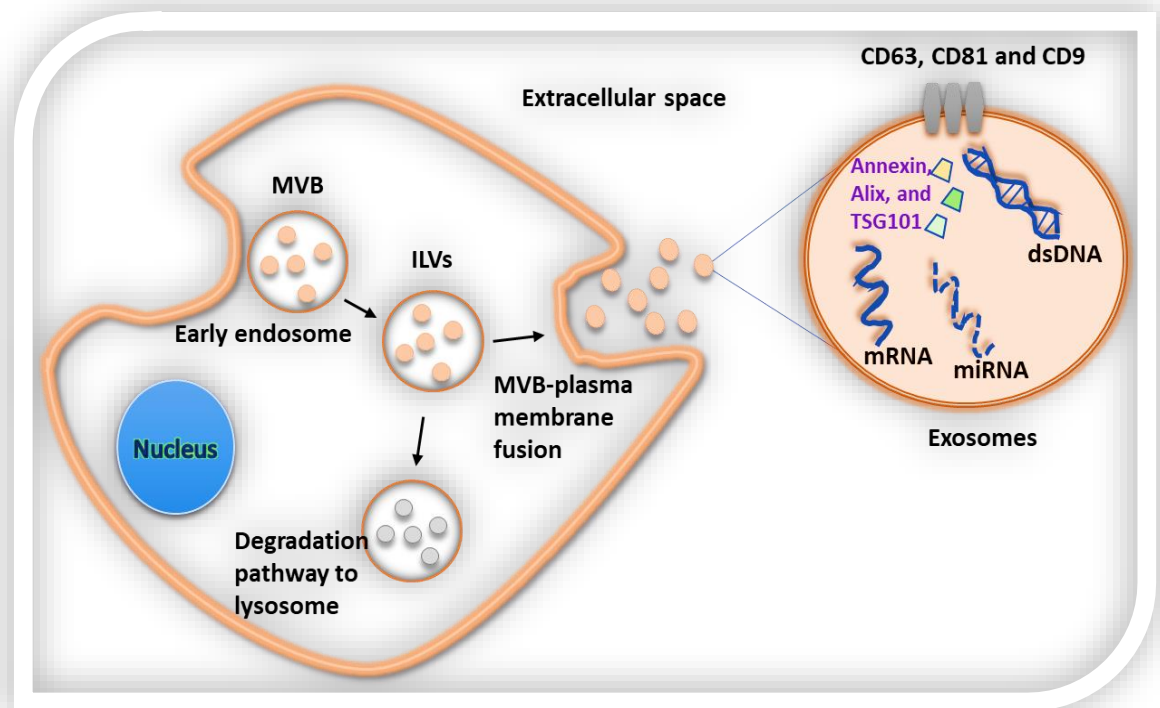 CD63, CD81 and CD9
Extracellular space
MVB
ILVs
Early endosome
Nucleus
MVB-plasma
membrane
fusion
Degradation
pathway to
lysosome
Annexin,
Alix, and
TSG101
dsDNA
mRNA
miRNA
Exosomes